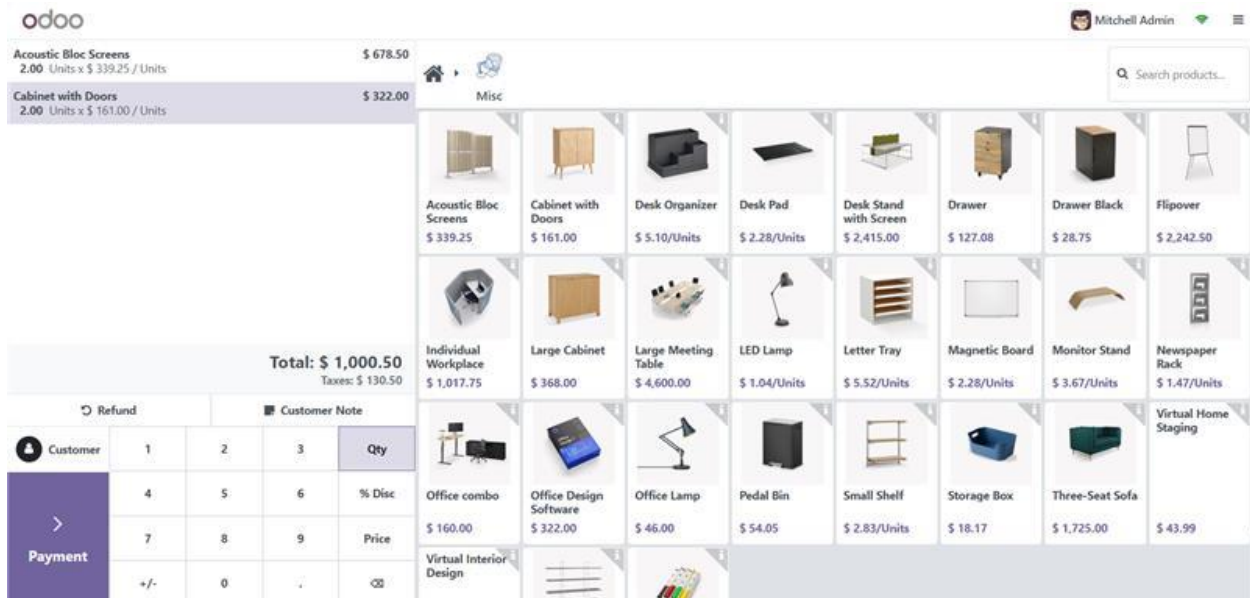 odoo
Mitchell Admin
Acoustic Bloc Screens $ 678.50
2.00 Units x $ 339.25 / Units
Cabinet with Doors $ 322.00
2.00 Units x $ 161.00 / Units
Total: $ 1,000.50
Taxes: $ 130.50
Refund
Customer Note
Customer
1 2 3 Qty
4 5 6 % Disc
7 8 9 Price
+/- 0 .
Payment
Misc
Search products...
Acoustic Bloc
Screens
$ 339.25
Cabinet with
Doors
$ 161.00
Desk Organizer
$ 5.10/Units
Desk Pad
$ 2.28/Units
Desk Stand
with Screen
$ 2,415.00
Drawer
$ 127.08
Drawer Black
$ 28.75
Flipover
$ 2,242.50
Individual
Workplace
$ 1,017.75
Large Cabinet
$ 368.00
Large Meeting
Table
$ 4,600.00
LED Lamp
$ 1.04/Units
Letter Tray
$ 5.52/Units
Magnetic Board
$ 2.28/Units
Monitor Stand
$ 3.67/Units
Newspaper
Rack
$ 1.47/Units
Office combo
$ 160.00
Office Design
Software
$ 322.00
Office Lamp
$ 46.00
Pedal Bin
$ 54.05
Small Shelf
$ 2.83/Units
Storage Box
$ 18.17
Three-Seat Sofa
$ 1,725.00
Virtual Home
Staging
$ 43.99
Virtual Interior
Design